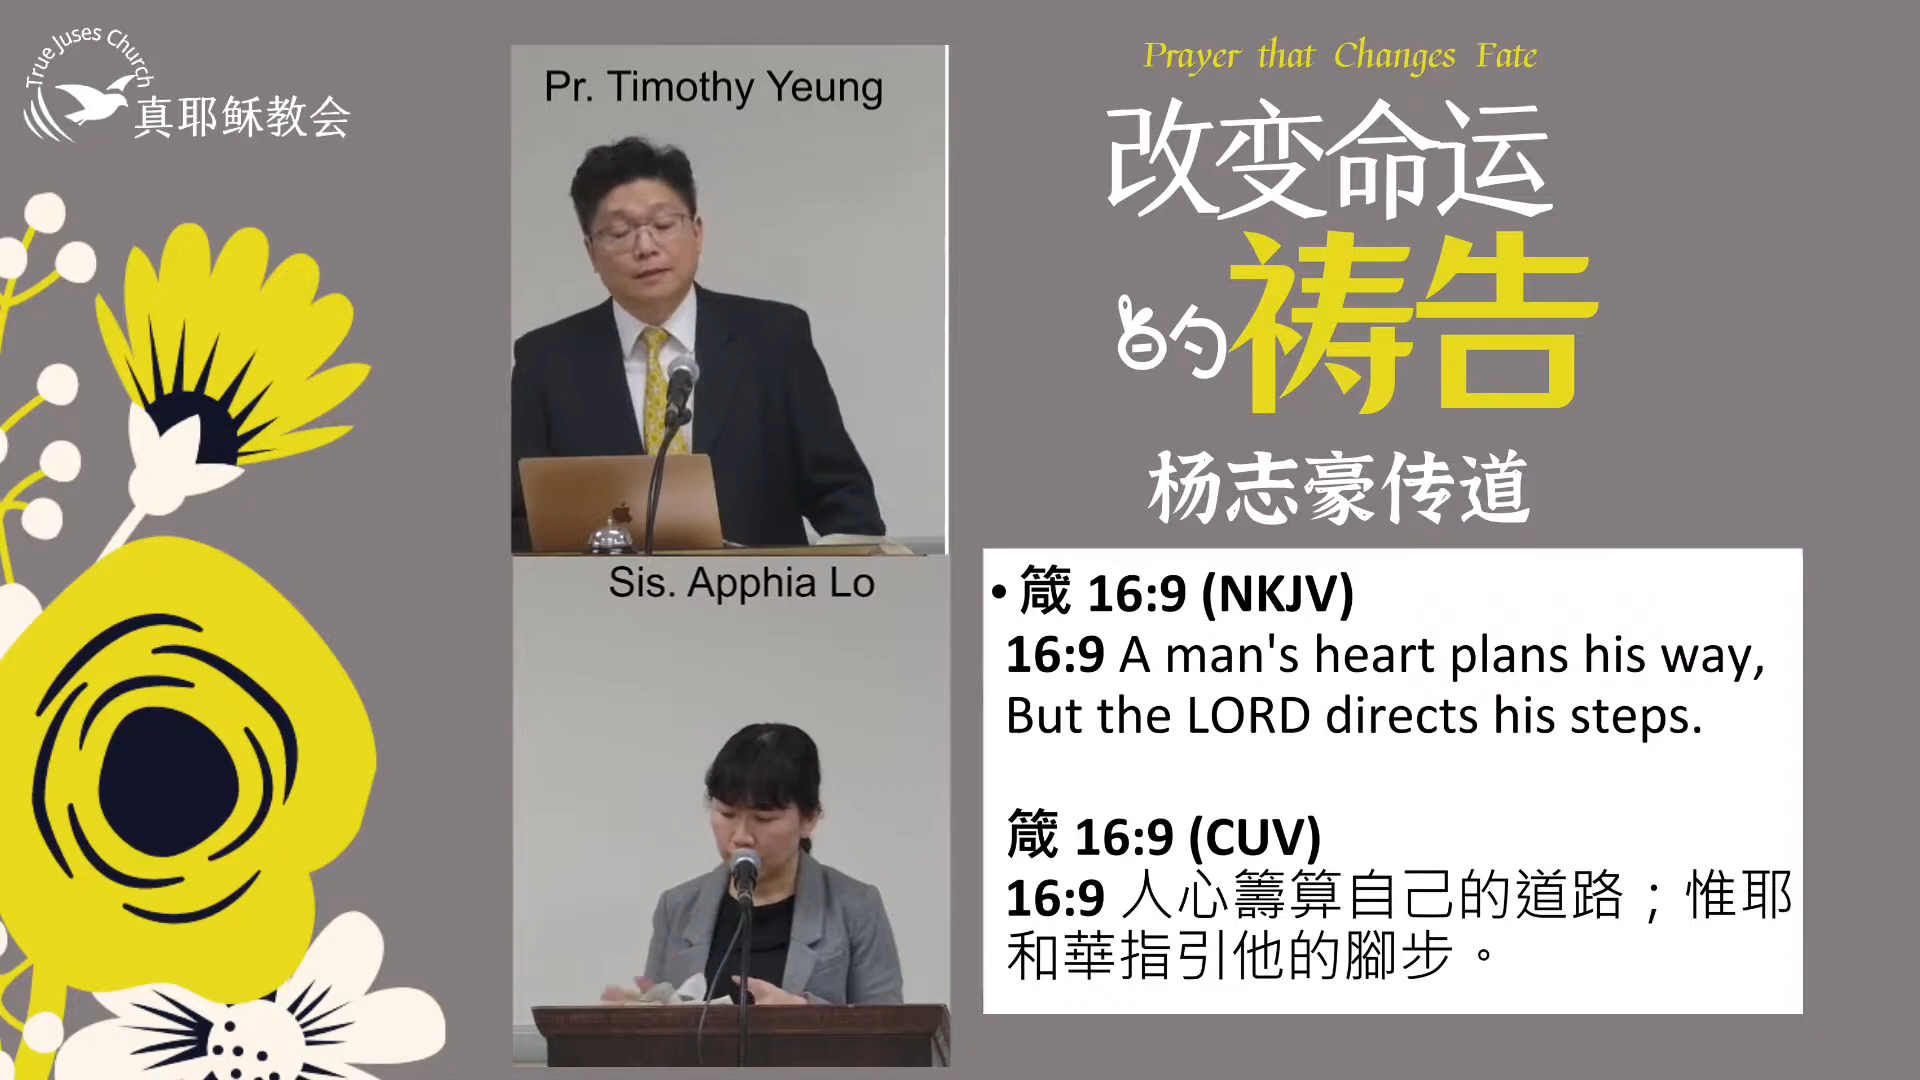 True Juses Church
真耶稣教会
Pr. Timothy Yeung
Sis. Apphia Lo
Prayer that Changes Fate
改变命运
的祷告
杨志豪传道
• 箴 16:9 (NKJV)
16:9 A man's heart plans his way,
But the LORD directs his steps.
箴 16:9 (CUV)
16:9 人心籌算自己的道路；惟耶
和華指引他的腳步。